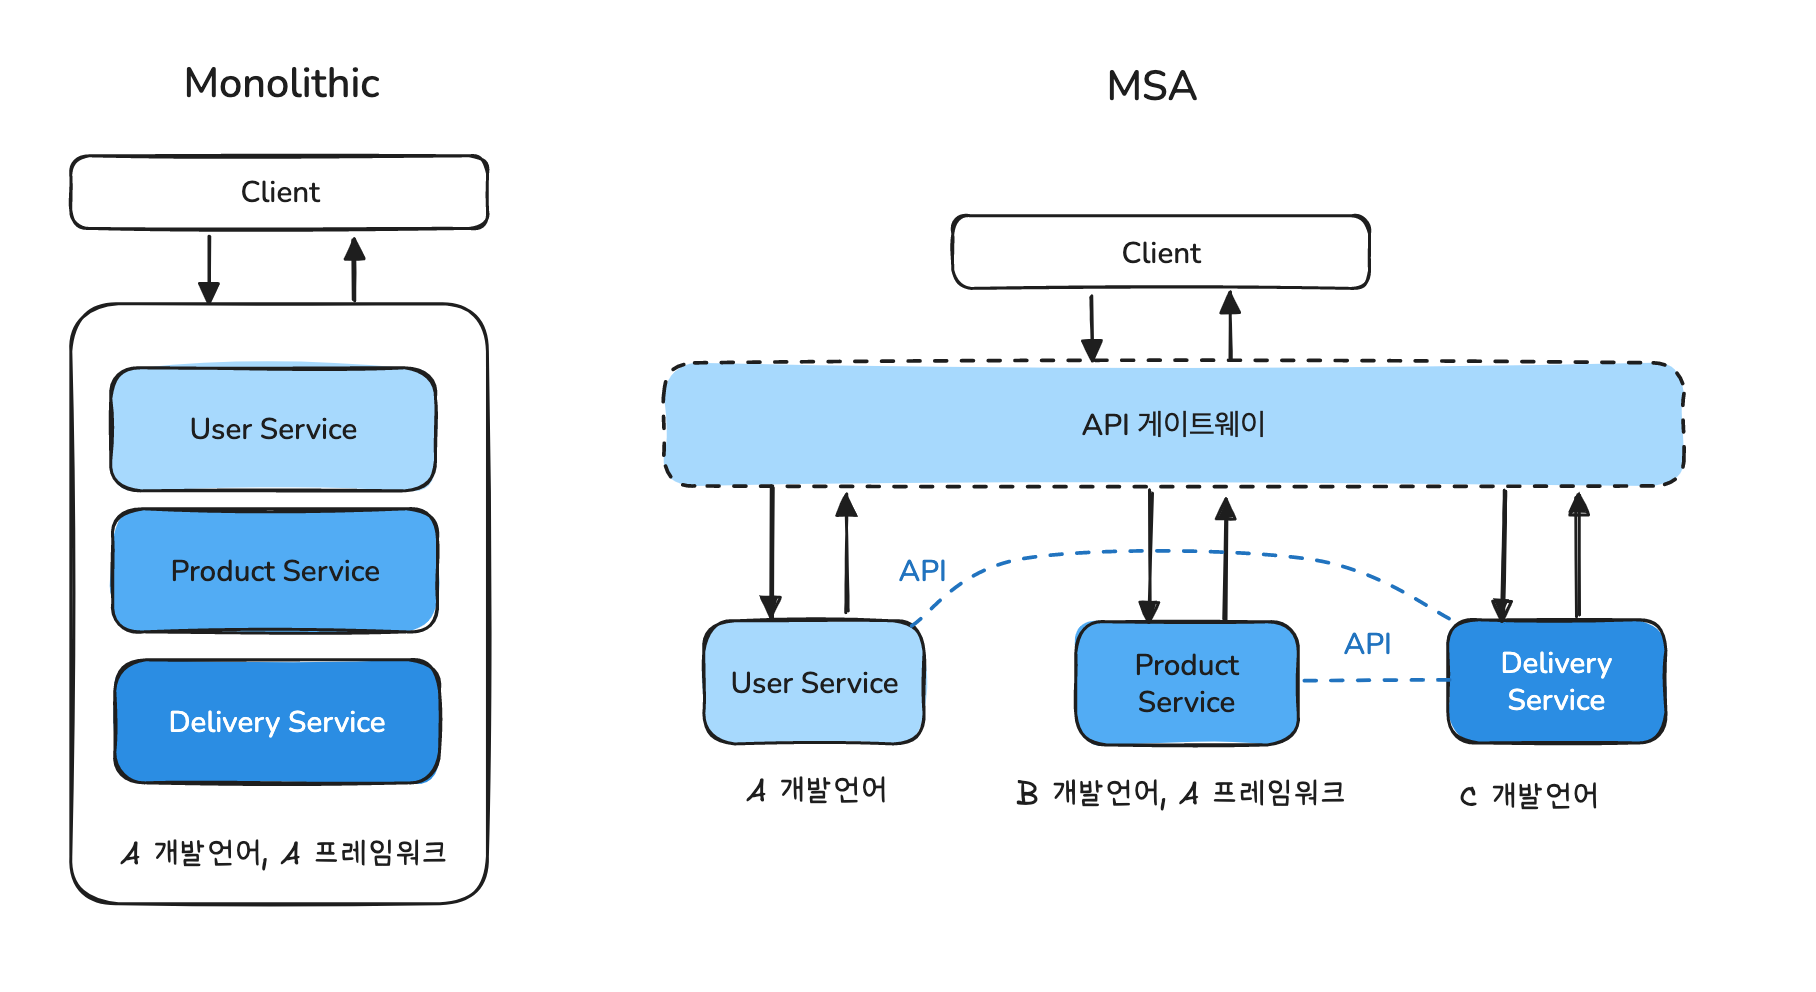 Monolithic
Client
User Service
Product Service
Delivery Service
A 개발언어, A 프레임워크
MSA
Client
API 게이트웨이
API
API
User Service
Product
Service
Delivery
Service
A 개발언어
B 개발언어, A 프레임워크
C 개발언어